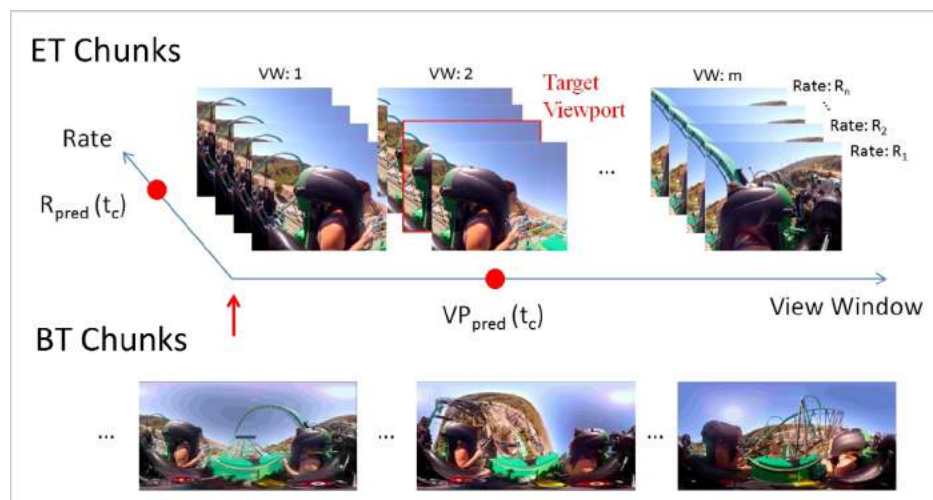 ET Chunks
VW: 1
VW: 2
Target
Viewport
VW: m
Rate: Rn
Rate: R2
Rate: R1
Rate
...
Rpred (tc)
VPpred (tc)
View Window
BT Chunks
... ... ...